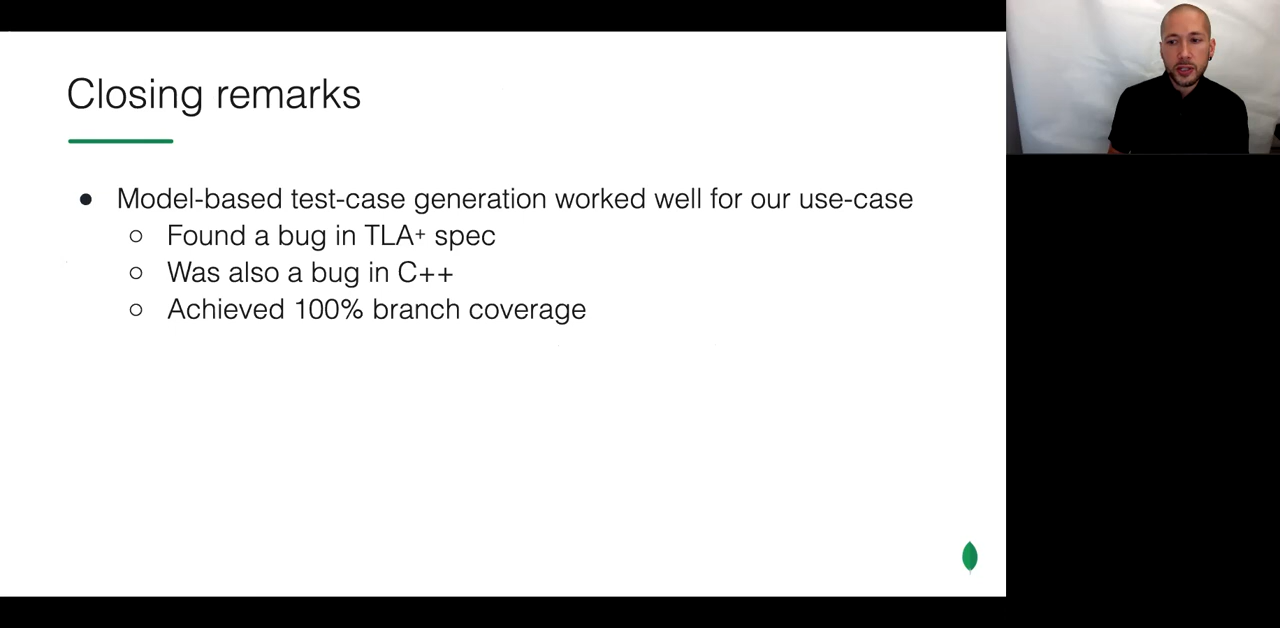 Closing remarks
● Model-based test-case generation worked well for our use-case
○ Found a bug in TLA+ spec
○ Was also a bug in C++
○ Achieved 100% branch coverage